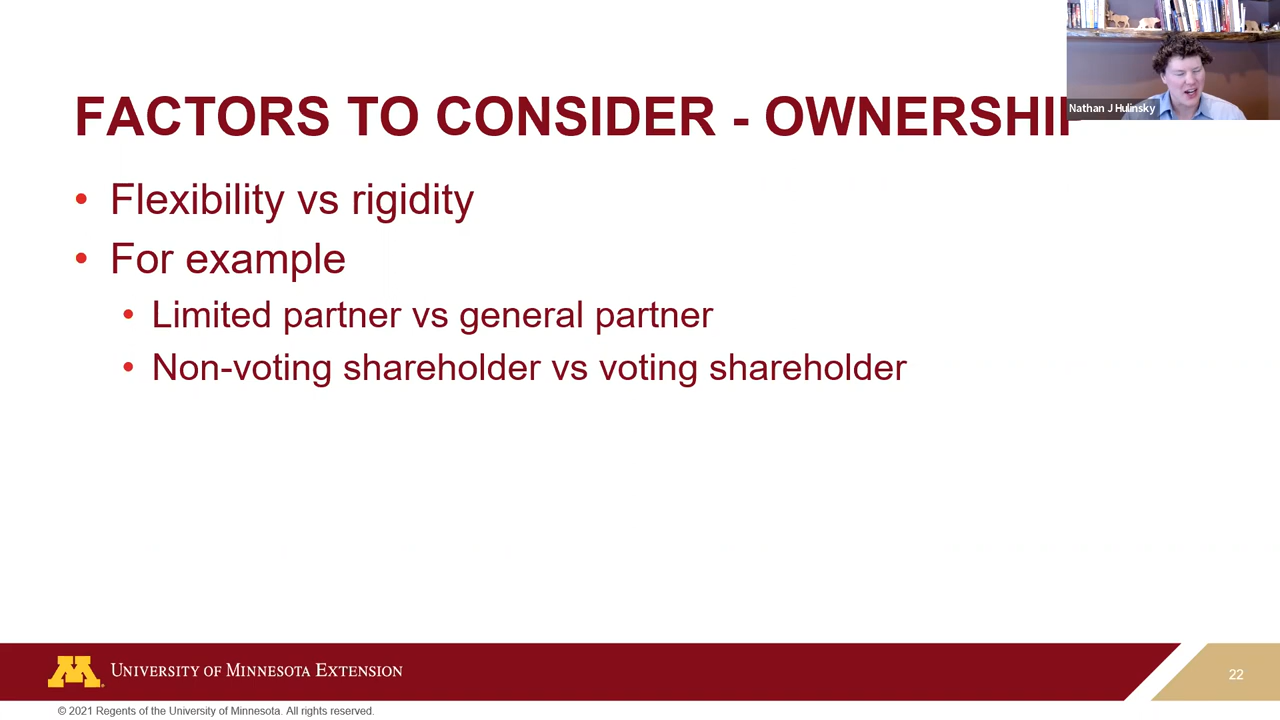 FACTORS TO CONSIDER - OWNERSHIP
Nathan J Hulinsky
• Flexibility vs rigidity
• For example
• Limited partner vs general partner
• Non-voting shareholder vs voting shareholder
UNIVERSITY OF MINNESOTA EXTENSION
22
© 2021 Regents of the University of Minnesota. All rights reserved.